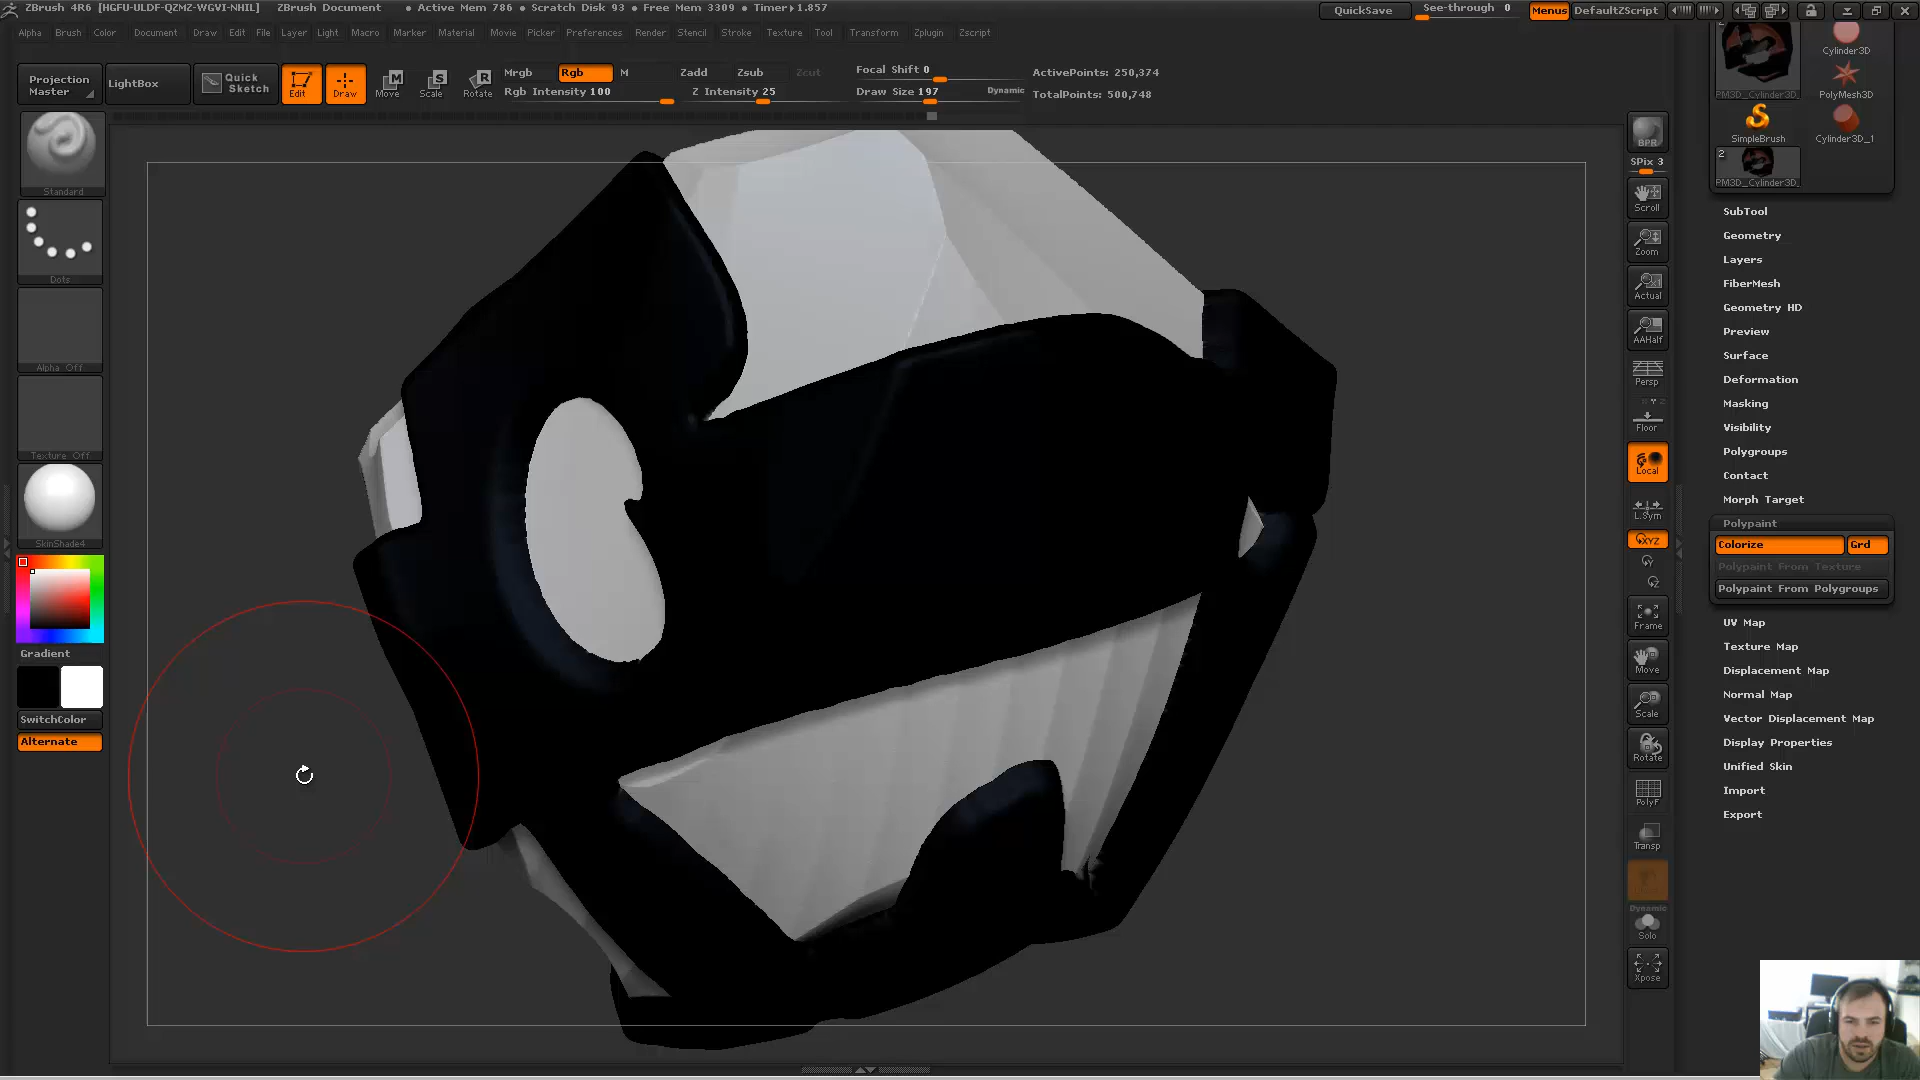 ZBrush 4R6 [HGFU-ULDF-QZMZ-WGVI-NHIL] ZBrush Document • Active Mem 786 • Scratch Disk 93 • Free Mem 3309 • Timer▸1.857 QuickSave See-through 0 Menus DefaultZScript
Alpha Brush Color Document Draw Edit File Layer Light Macro Marker Material Movie Picker Preferences Render Stencil Stroke Texture Tool Transform Zplugin Zscript
Projection Master
LightBox
Quick Sketch
Edit
Draw
Move
Scale
Rotate
Mrgb Rgb M
Rgb Intensity 100
Zadd Zsub Zcut
Z Intensity 25
Focal Shift 0
Draw Size 197 Dynamic
ActivePoints: 250,374
TotalPoints: 500,748
Standard
Dots
Alpha Off
Texture Off
SkinShade4
Gradient
SwitchColor
Alternate
BPR
SPix 3
Scroll
Zoom
Actual
AAHalf
Persp
Floor
Local
L.Sym
XYZ
Y
Z
Frame
Move
Scale
Rotate
PolyF
Transp
Dynamic
Solo
Xpose
Cylinder3D
PM3D_Cylinder3D_
PolyMesh3D
SimpleBrush
Cylinder3D_1
2
PM3D_Cylinder3D_
SubTool
Geometry
Layers
FiberMesh
Geometry HD
Preview
Surface
Deformation
Masking
Visibility
Polygroups
Contact
Morph Target
Polypaint
Colorize Grd
Polypaint From Texture
Polypaint From Polygroups
UV Map
Texture Map
Displacement Map
Normal Map
Vector Displacement Map
Display Properties
Unified Skin
Import
Export